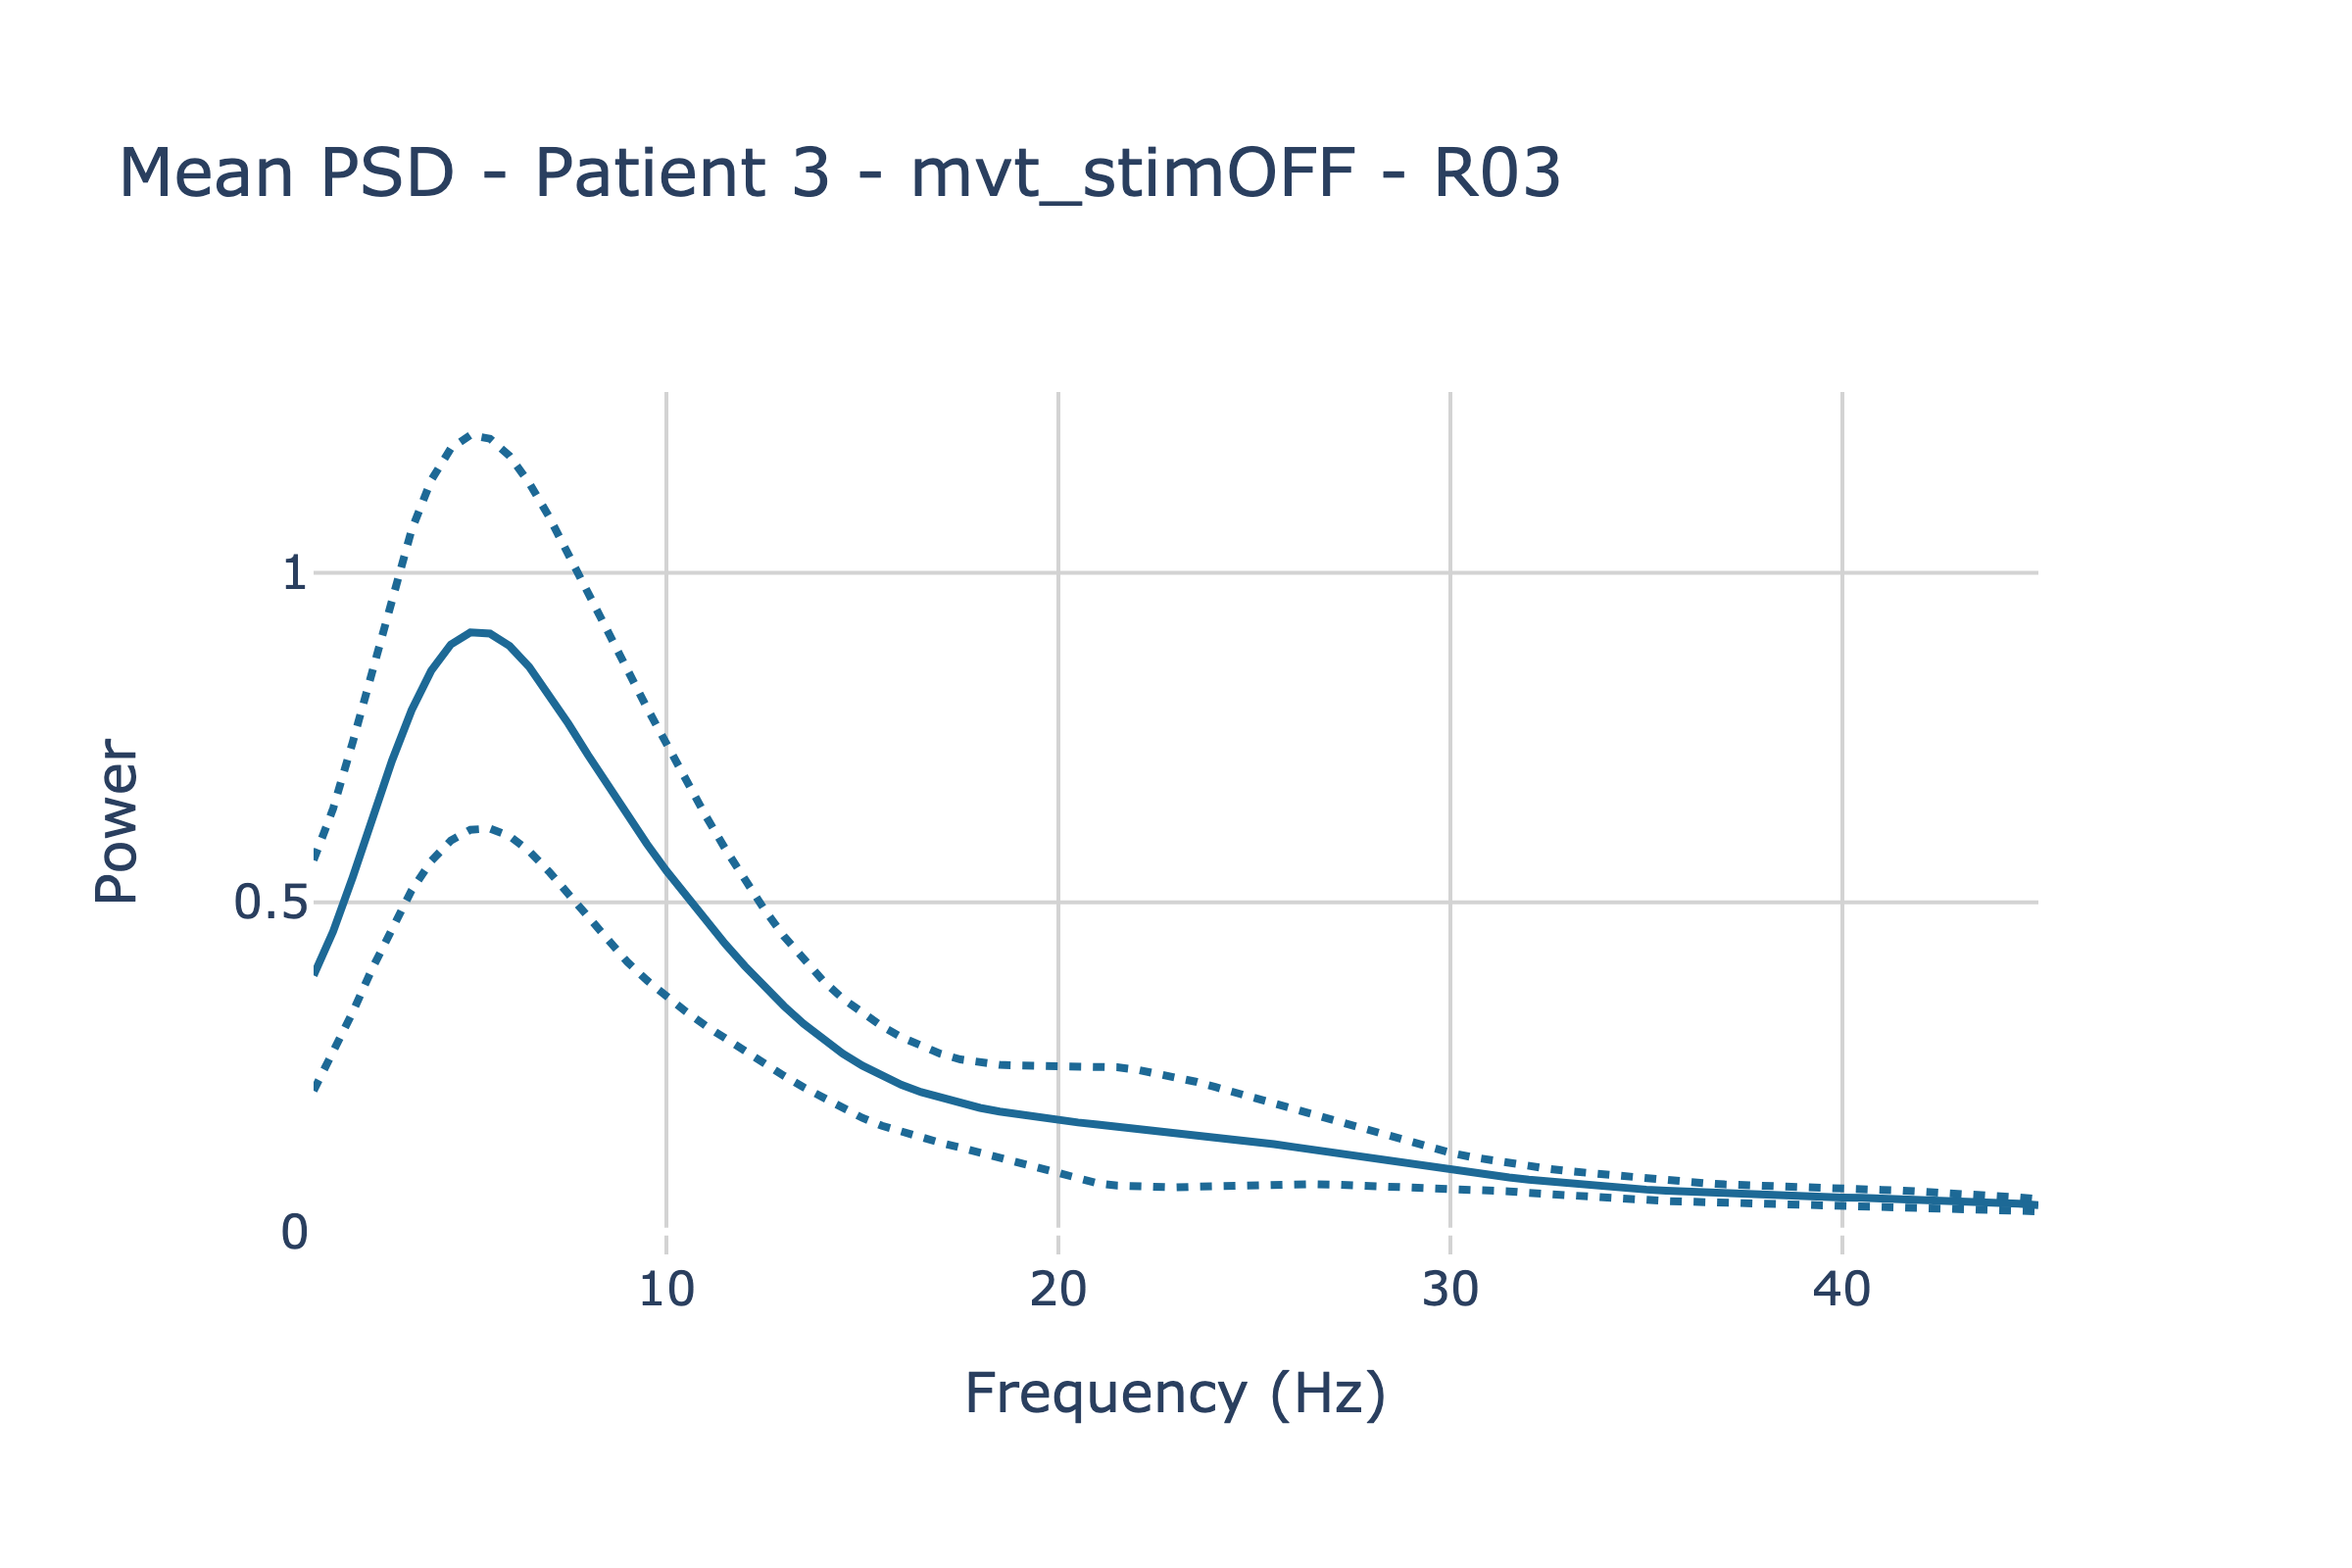 Mean PSD - Patient 3 - mvt_stimOFF - R03
1
0.5
0
Power
10 20 30 40
Frequency (Hz)